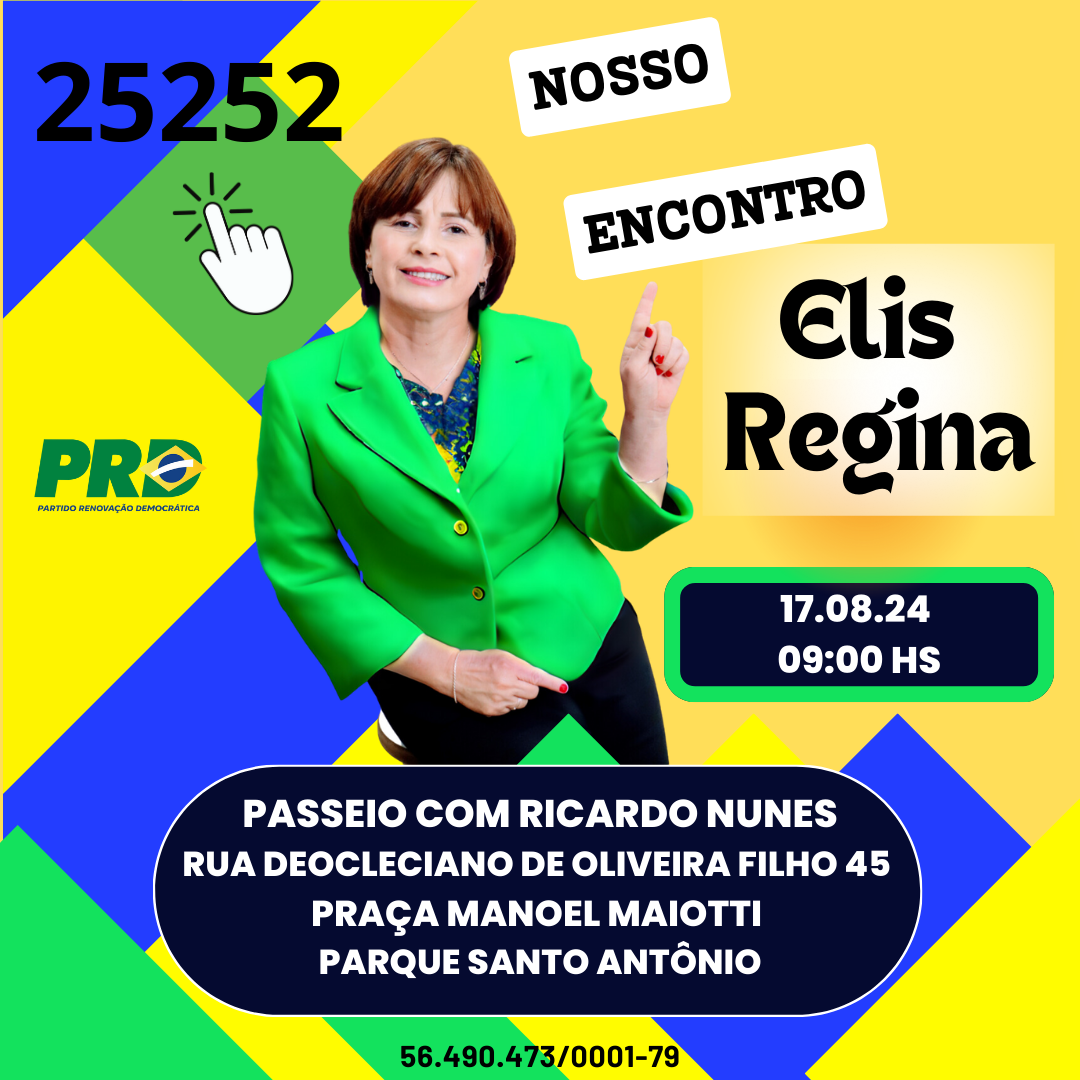 25252
NOSSO
ENCONTRO
Elis
Regina
PRD
PARTIDO RENOVAÇÃO DEMOCRÁTICA
17.08.24
09:00 HS
PASSEIO COM RICARDO NUNES
RUA DEOCLECIANO DE OLIVEIRA FILHO 45
PRAÇA MANOEL MAIOTTI
PARQUE SANTO ANTÔNIO
56.490.473/0001-79